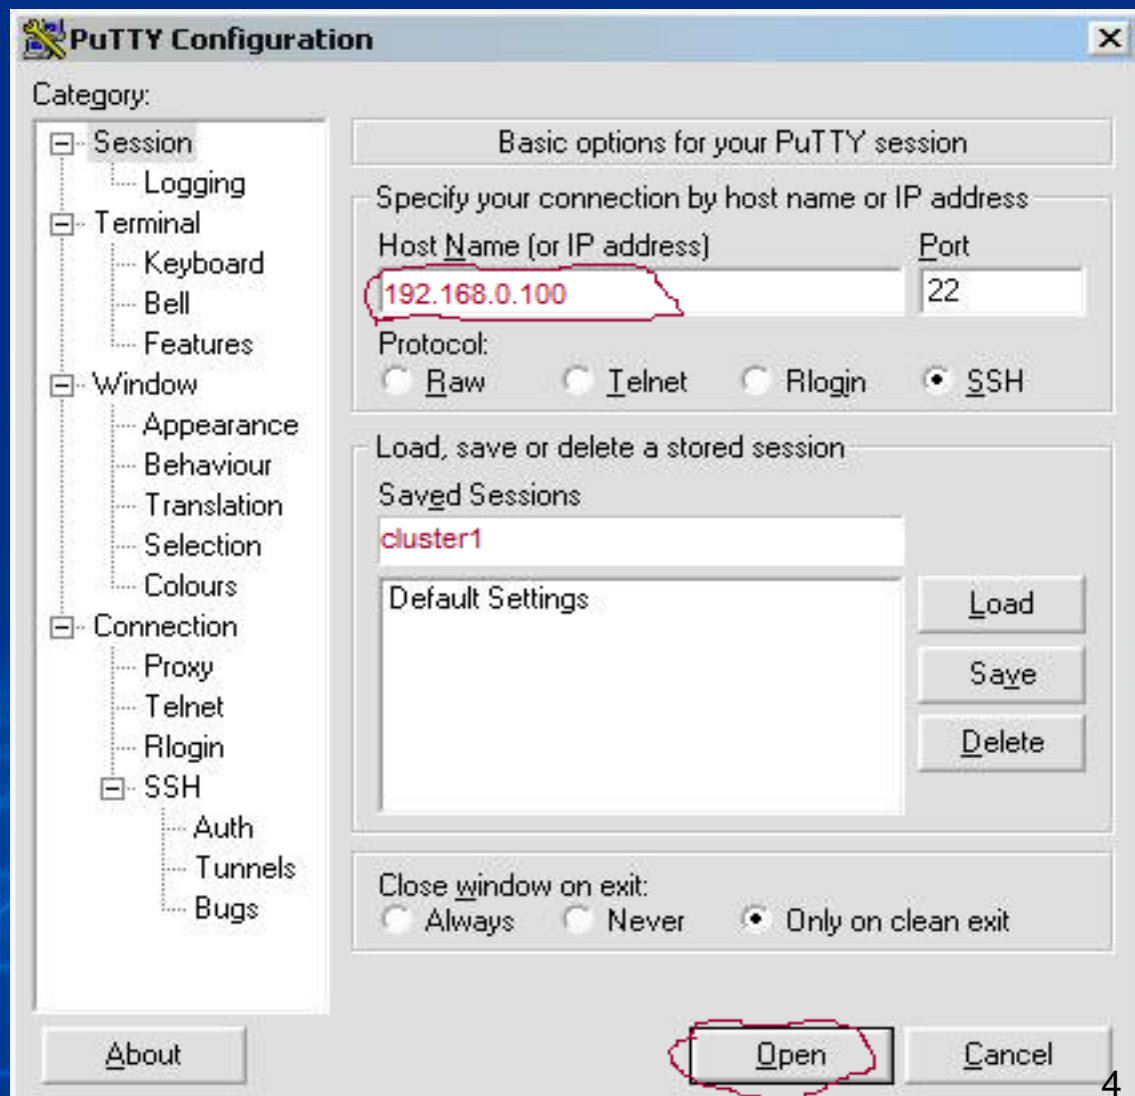 PuTTY Configuration
Category:
Session
Logging
Terminal
Keyboard
Bell
Features
Window
Appearance
Behaviour
Translation
Selection
Colours
Connection
Proxy
Telnet
Rlogin
SSH
Auth
Tunnels
Bugs
Basic options for your PuTTY session
Specify your connection by host name or IP address
Host Name (or IP address) Port
192.168.0.100 22
Protocol:
Raw Telnet Rlogin SSH
Load, save or delete a stored session
Saved Sessions
cluster1
Default Settings
Load
Save
Delete
Close window on exit:
Always Never Only on clean exit
About Open Cancel
4